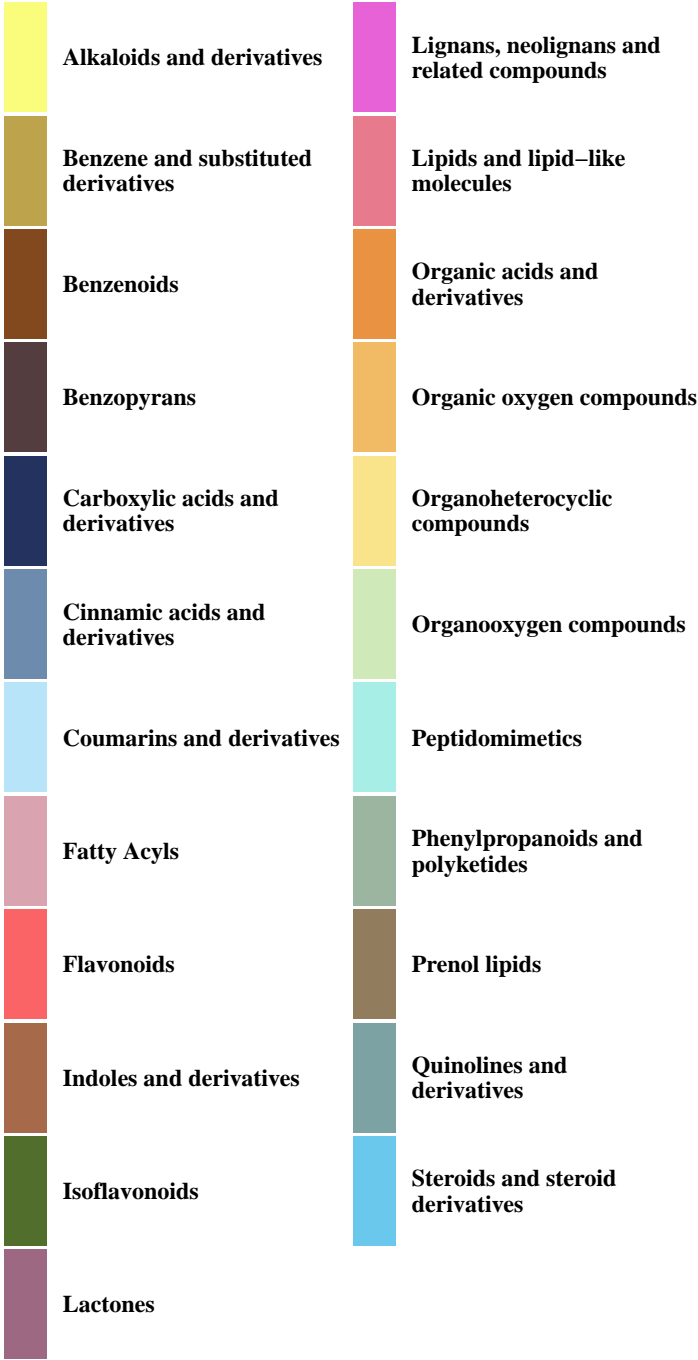 Alkaloids and derivatives
Benzene and substituted
derivatives
Benzenoids
Benzopyrans
Carboxylic acids and
derivatives
Cinnamic acids and
derivatives
Coumarins and derivatives
Fatty Acyls
Flavonoids
Indoles and derivatives
Isoflavonoids
Lactones
Lignans, neolignans and
related compounds
Lipids and lipid−like
molecules
Organic acids and
derivatives
Organic oxygen compounds
Organoheterocyclic
compounds
Organooxygen compounds
Peptidomimetics
Phenylpropanoids and
polyketides
Prenol lipids
Quinolines and
derivatives
Steroids and steroid
derivatives